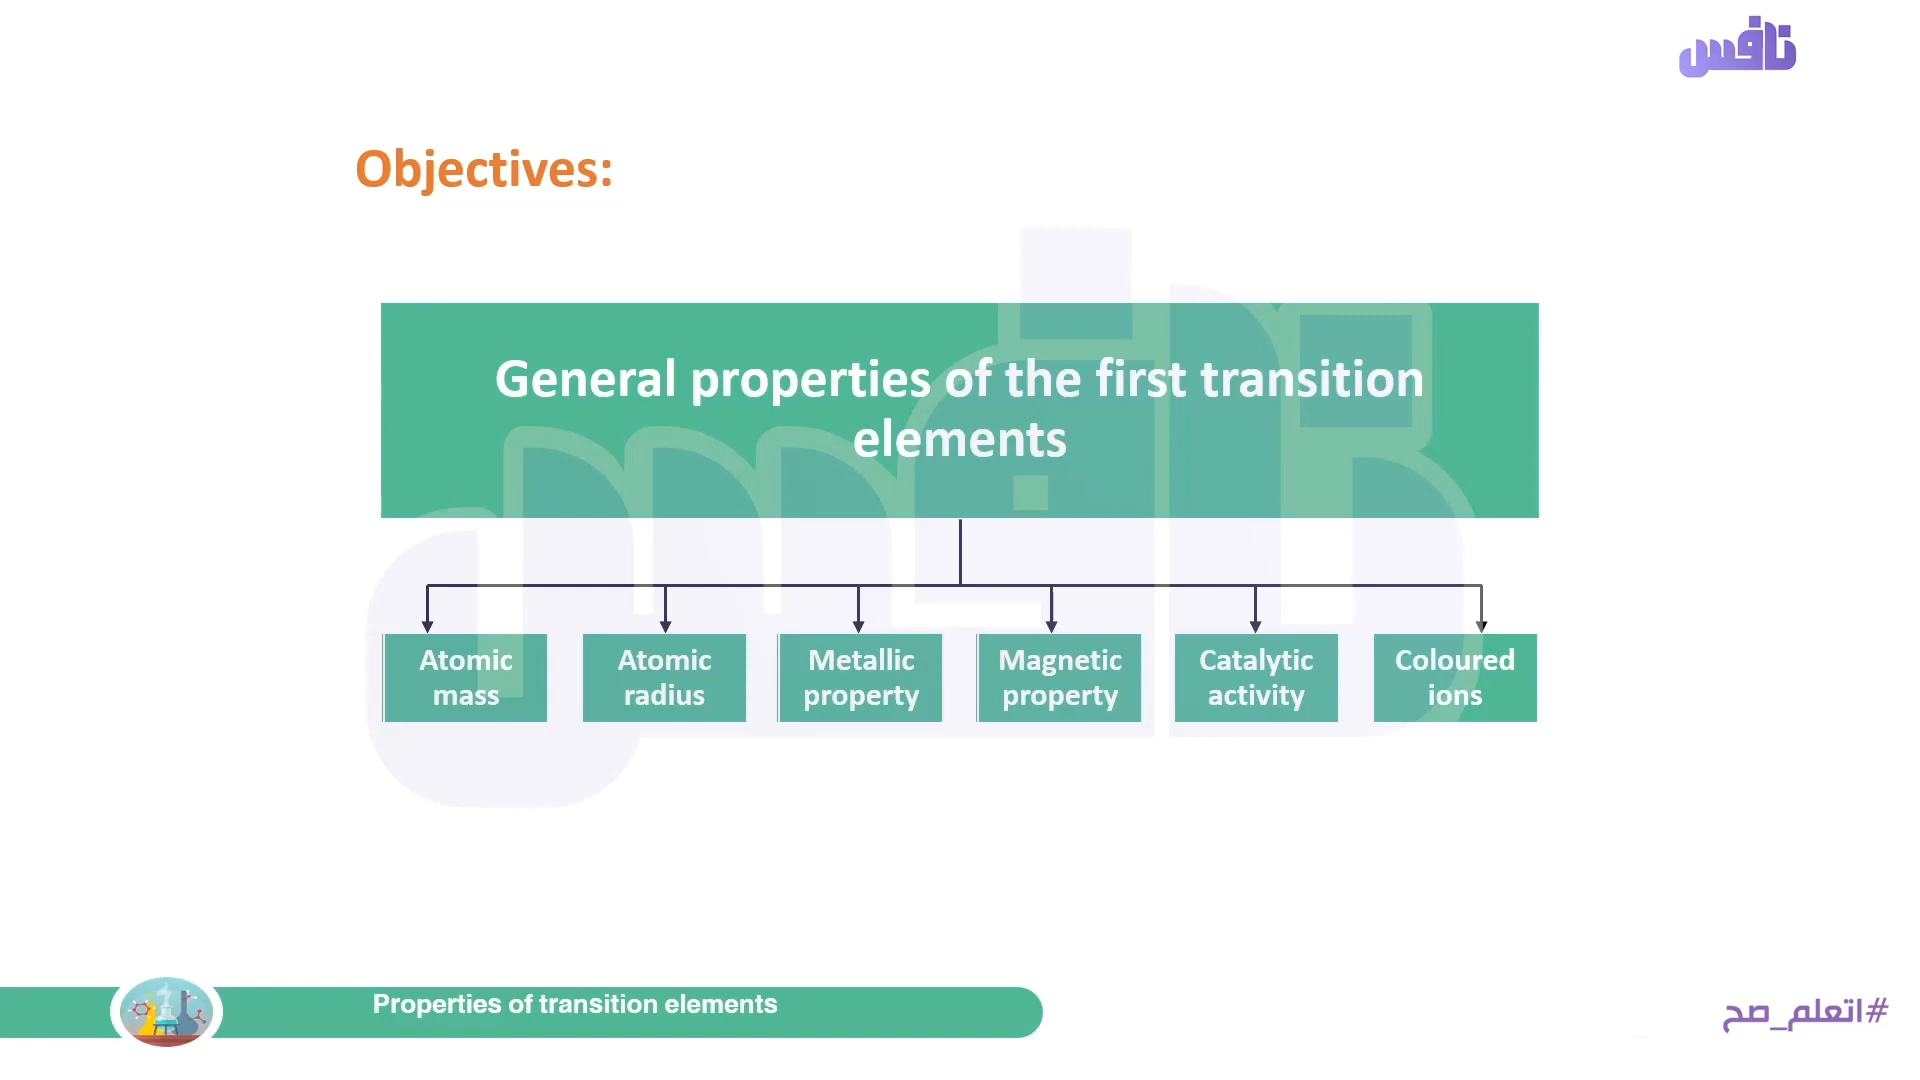 نافس
Objectives:
General properties of the first transition
elements
Atomic
mass
Atomic
radius
Metallic
property
Magnetic
property
Catalytic
activity
Coloured
ions
Properties of transition elements
#اتعلم_صح